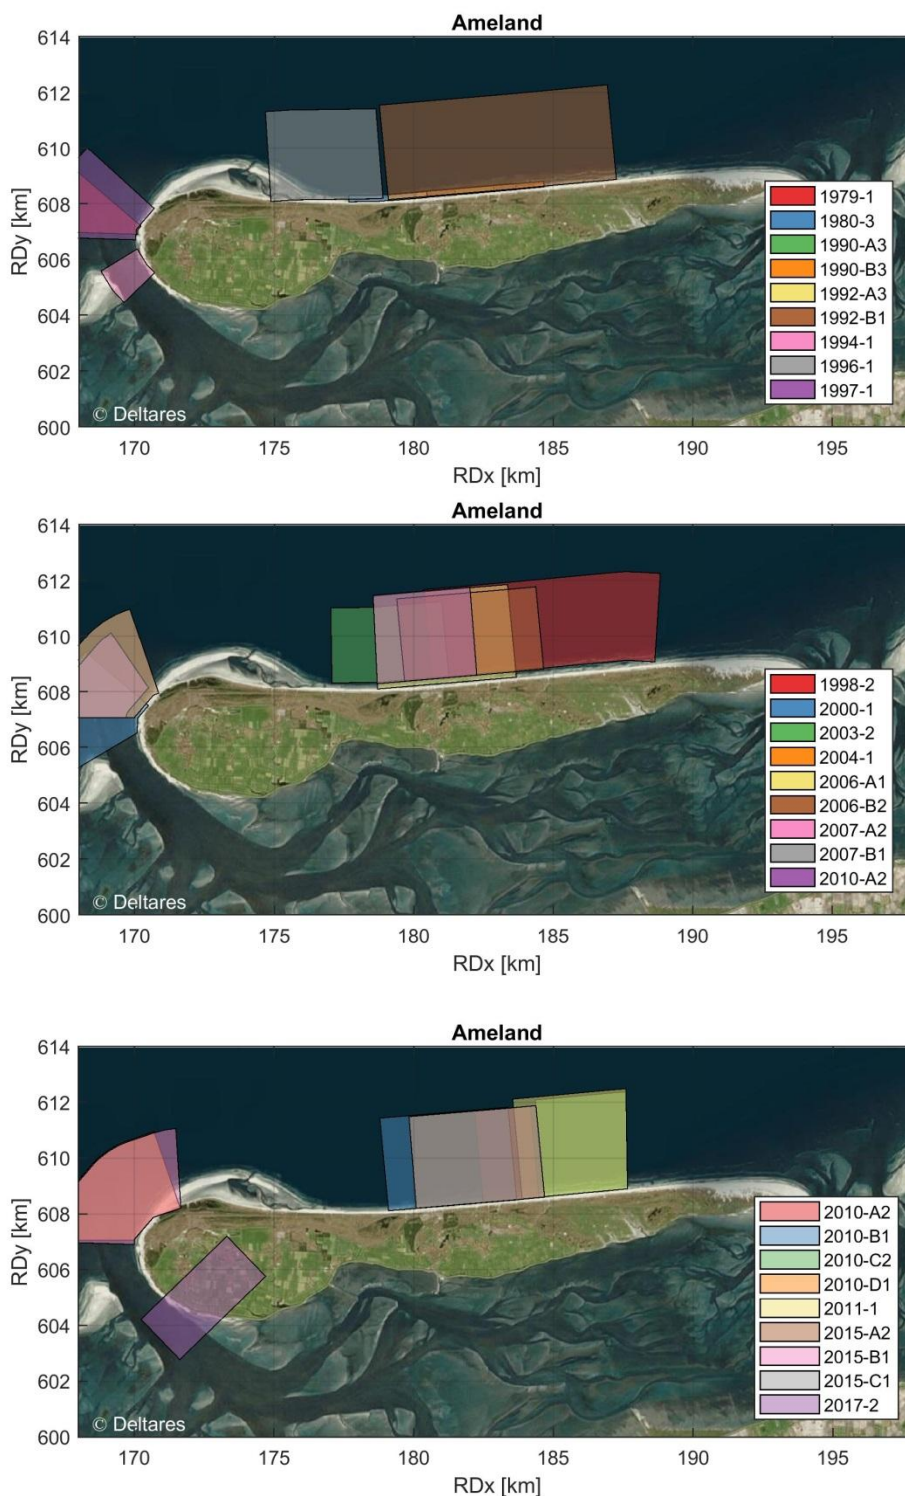 Ameland
614
612
610
608
606
604
602
600
RDy [km]
1979-1
1980-3
1990-A3
1990-B3
1992-A3
1992-B1
1994-1
1996-1
1997-1
© Deltares
170
175
180
185
190
195
RDx [km]
Ameland
614
612
610
608
606
604
602
600
RDy [km]
1998-2
2000-1
2003-2
2004-1
2006-A1
2006-B2
2007-A2
2007-B1
2010-A2
© Deltares
170
175
180
185
190
195
RDx [km]
Ameland
614
612
610
608
606
604
602
600
RDy [km]
2010-A2
2010-B1
2010-C2
2010-D1
2011-1
2015-A2
2015-B1
2015-C1
2017-2
© Deltares
170
175
180
185
190
195
RDx [km]